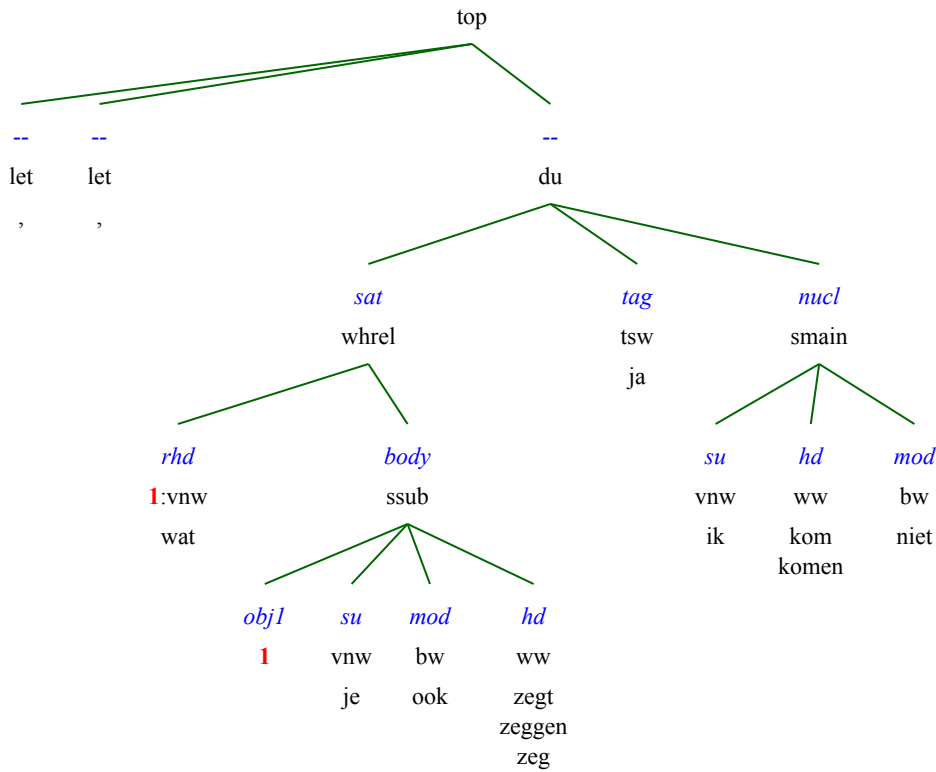 top
-- -- --
let let du
, ,
sat tag nucl
whrel tsw smain
ja
rhd body su hd mod
1:vnw ssub vnw ww bw
wat ik kom niet
komen
obj1 su mod hd
1 vnw bw ww
je ook zegt
zeggen
zeg